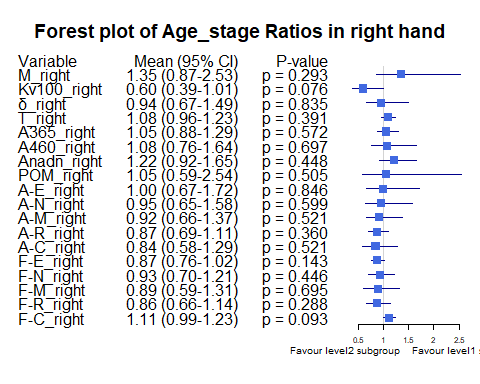 Forest plot of Age_stage Ratios in right hand
Variable Mean (95% CI) P-value
M_right 1.35 (0.87-2.53) p = 0.293
Kv100_right 0.60 (0.39-1.01) p = 0.076
δ_right 0.94 (0.67-1.49) p = 0.835
T_right 1.08 (0.96-1.23) p = 0.391
A365_right 1.05 (0.88-1.29) p = 0.572
A460_right 1.08 (0.76-1.64) p = 0.697
Anadn_right 1.22 (0.92-1.65) p = 0.448
POM_right 1.05 (0.59-2.54) p = 0.505
A-E_right 1.00 (0.67-1.72) p = 0.846
A-N_right 0.95 (0.65-1.58) p = 0.599
A-M_right 0.92 (0.66-1.37) p = 0.521
A-R_right 0.87 (0.69-1.11) p = 0.360
A-C_right 0.84 (0.58-1.29) p = 0.521
F-E_right 0.87 (0.76-1.02) p = 0.143
F-N_right 0.93 (0.70-1.21) p = 0.446
F-M_right 0.89 (0.59-1.31) p = 0.695
F-R_right 0.86 (0.66-1.14) p = 0.288
F-C_right 1.11 (0.99-1.23) p = 0.093
0.5 1 1.5 2 2.5
Favour level2 subgroup Favour level1 s